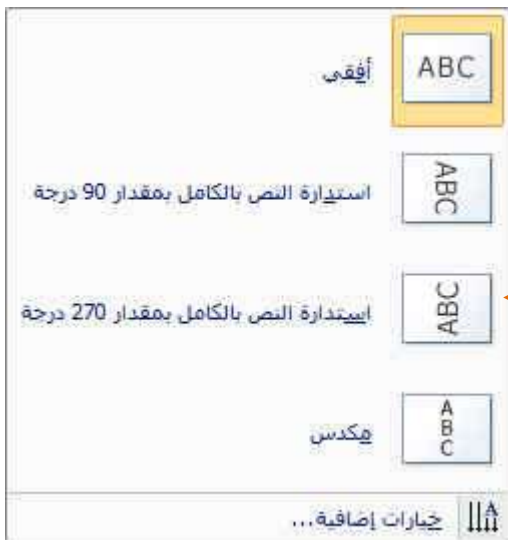 ABC أفقي
ABC استدارة النص بالكامل بمقدار 90 درجة
ABC استدارة النص بالكامل بمقدار 270 درجة
ABC مكدس
خيارات إضافية...